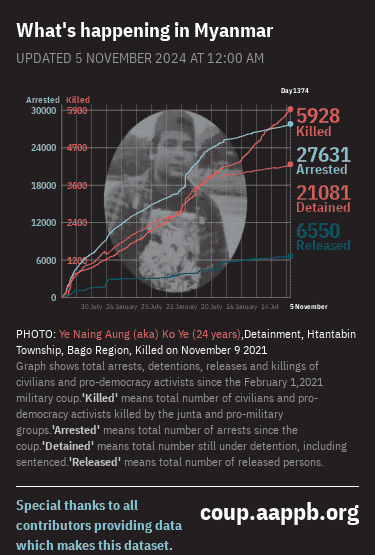 What's happening in Myanmar
UPDATED 5 NOVEMBER 2024 AT 12:00 AM
Day1374
Arrested Killed
30000 5900
24000 4700
18000 3600
12000 2400
6000 1200
0
5928
Killed
27631
Arrested
21081
Detained
6550
Released
30 July 26 January 25 July 21 January 20 July 16 January 14 Jul 5 November
PHOTO: Ye Naing Aung (aka) Ko Ye (24 years),Detainment, Htantabin
Township, Bago Region, Killed on November 9 2021
Graph shows total arrests, detentions, releases and killings of
civilians and pro-democracy activists since the February 1,2021
military coup.'Killed' means total number of civilians and pro-
democracy activists killed by the junta and pro-military
groups.'Arrested' means total number of arrests since the
coup.'Detained' means total number still under detention, including
sentenced.'Released' means total number of released persons.
Special thanks to all
contributors providing data
which makes this dataset.
coup.aappb.org